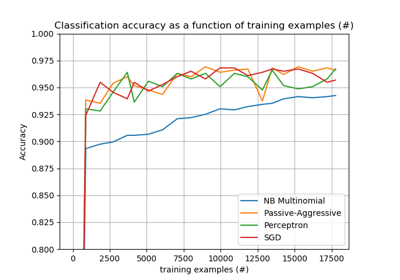 Classification accuracy as a function of training examples (#)
1.000
0.975
0.950
0.925
0.900
0.875
0.850
0.825
0.800
Accuracy
NB Multinomial
Passive-Aggressive
Perceptron
SGD
0 2500 5000 7500 10000 12500 15000 17500
training examples (#)